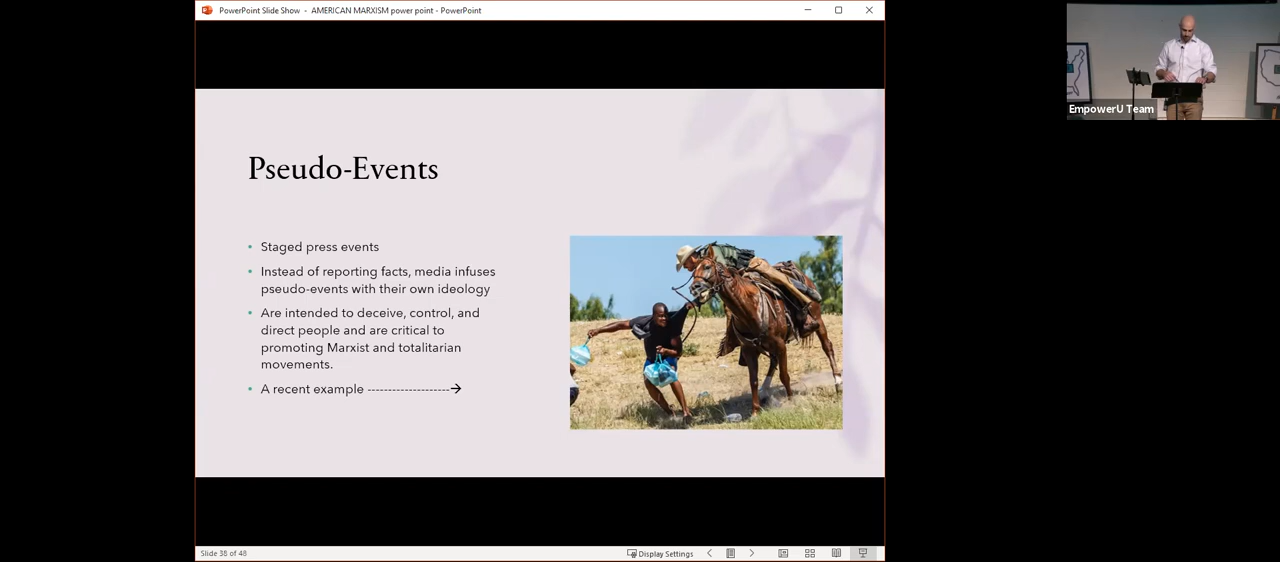 PowerPoint Slide Show - AMERICAN MARXISM power point - PowerPoint
EmpowerU Team
Pseudo-Events
• Staged press events
• Instead of reporting facts, media infuses
pseudo-events with their own ideology
• Are intended to deceive, control, and
direct people and are critical to
promoting Marxist and totalitarian
movements.
• A recent example --------------------→
Slide 38 of 48
Display Settings